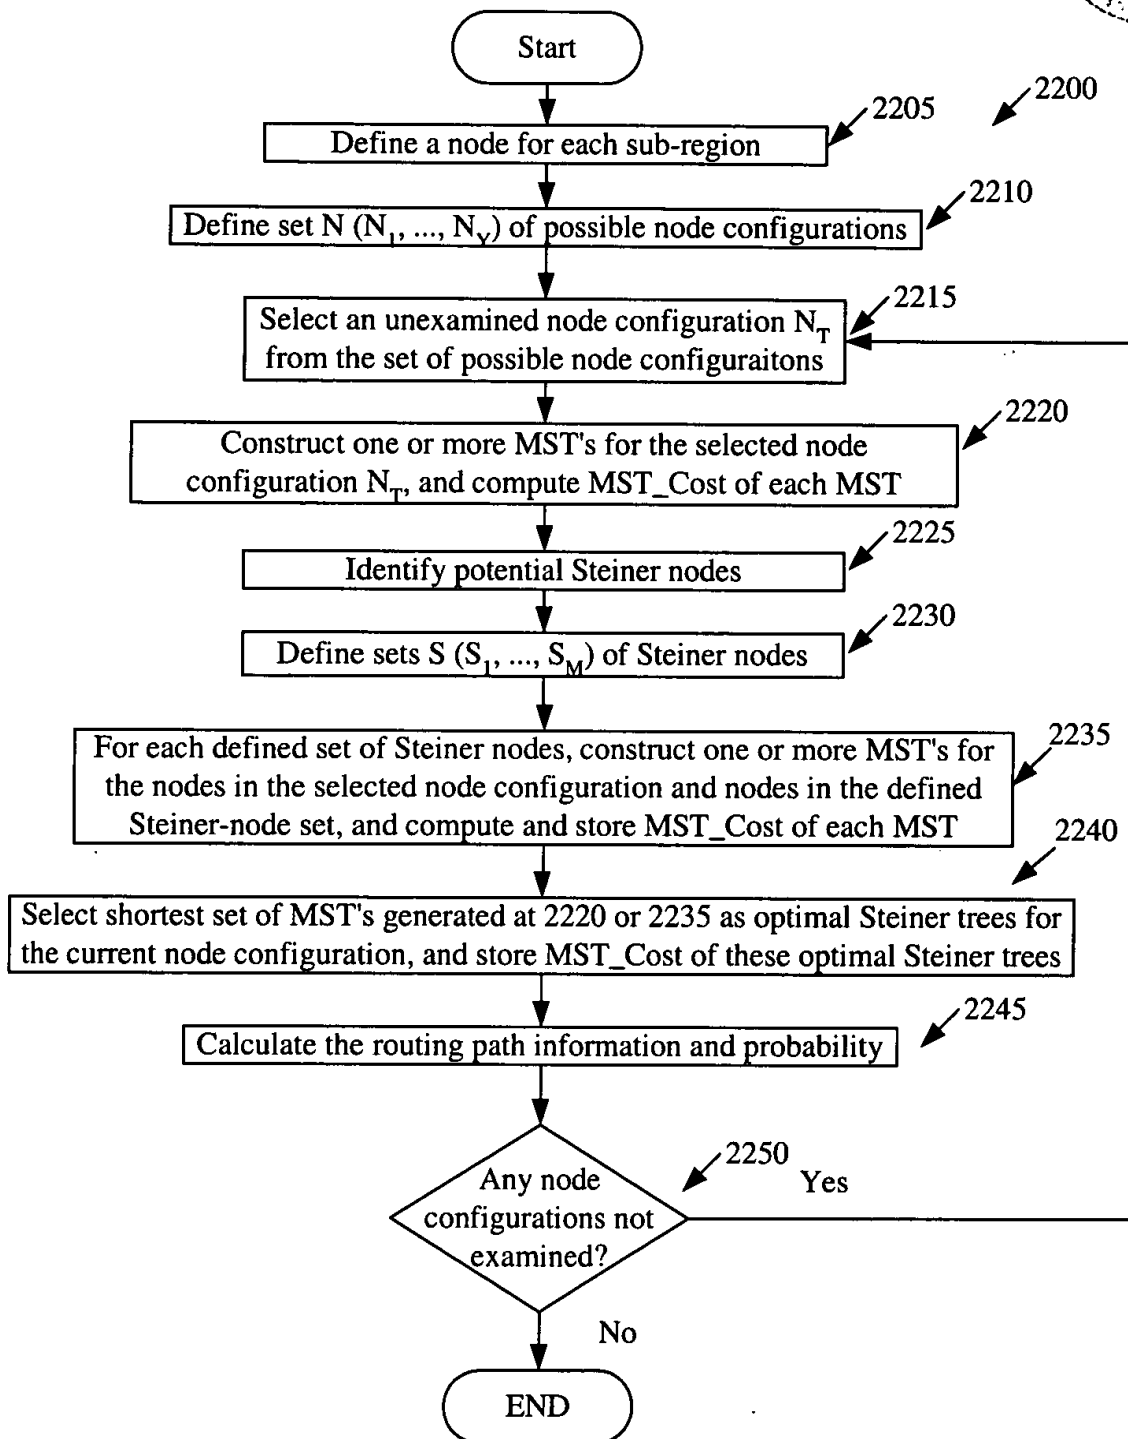 Start
2200
2205
Define a node for each sub-region
2210
Define set N (N1, ..., NY) of possible node configurations
2215
Select an unexamined node configuration NT
from the set of possible node configuraitons
2220
Construct one or more MST's for the selected node
configuration NT, and compute MST_Cost of each MST
2225
Identify potential Steiner nodes
2230
Define sets S (S1, ..., SM) of Steiner nodes
2235
For each defined set of Steiner nodes, construct one or more MST's for
the nodes in the selected node configuration and nodes in the defined
Steiner-node set, and compute and store MST_Cost of each MST
2240
Select shortest set of MST's generated at 2220 or 2235 as optimal Steiner trees for
the current node configuration, and store MST_Cost of these optimal Steiner trees
2245
Calculate the routing path information and probability
2250
Yes
Any node
configurations not
examined?
No
END